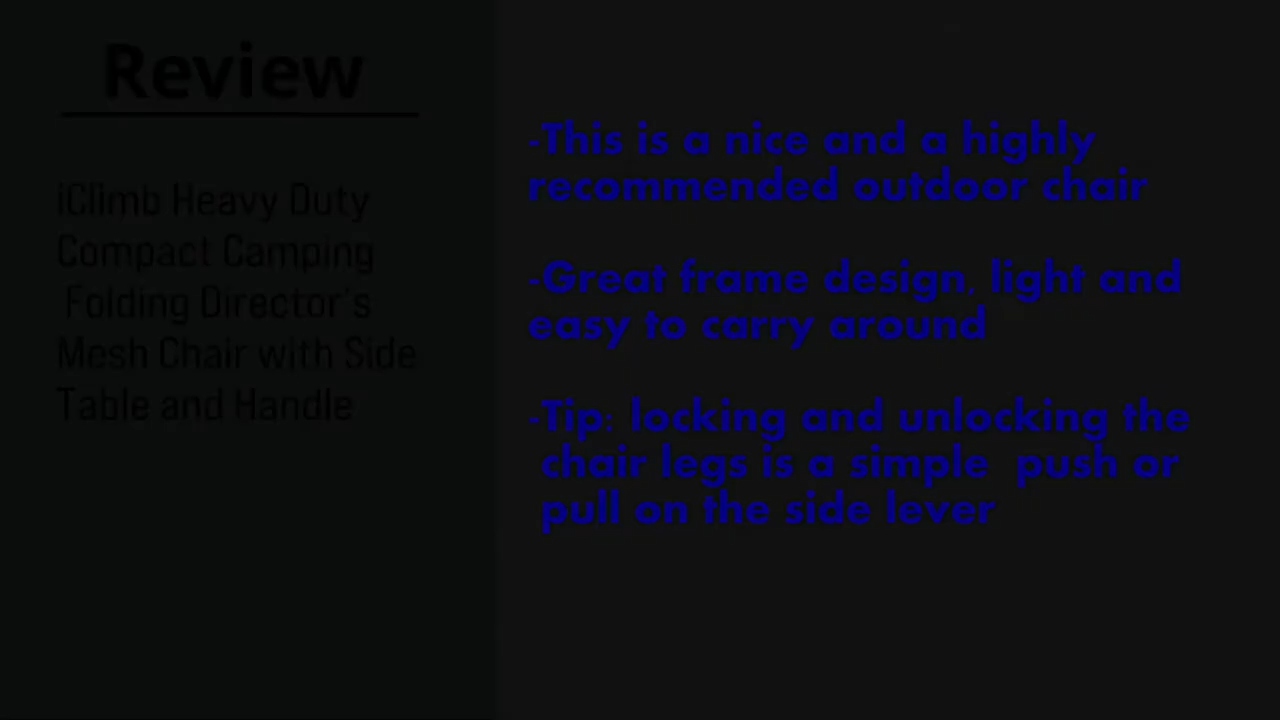 Review
iClimb Heavy Duty
Compact Camping
Folding Director's
Mesh Chair with Side
Table and Handle
-This is a nice and a highly
recommended outdoor chair
-Great frame design, light and
easy to carry around
-Tip: locking and unlocking the
chair legs is a simple push or
pull on the side lever